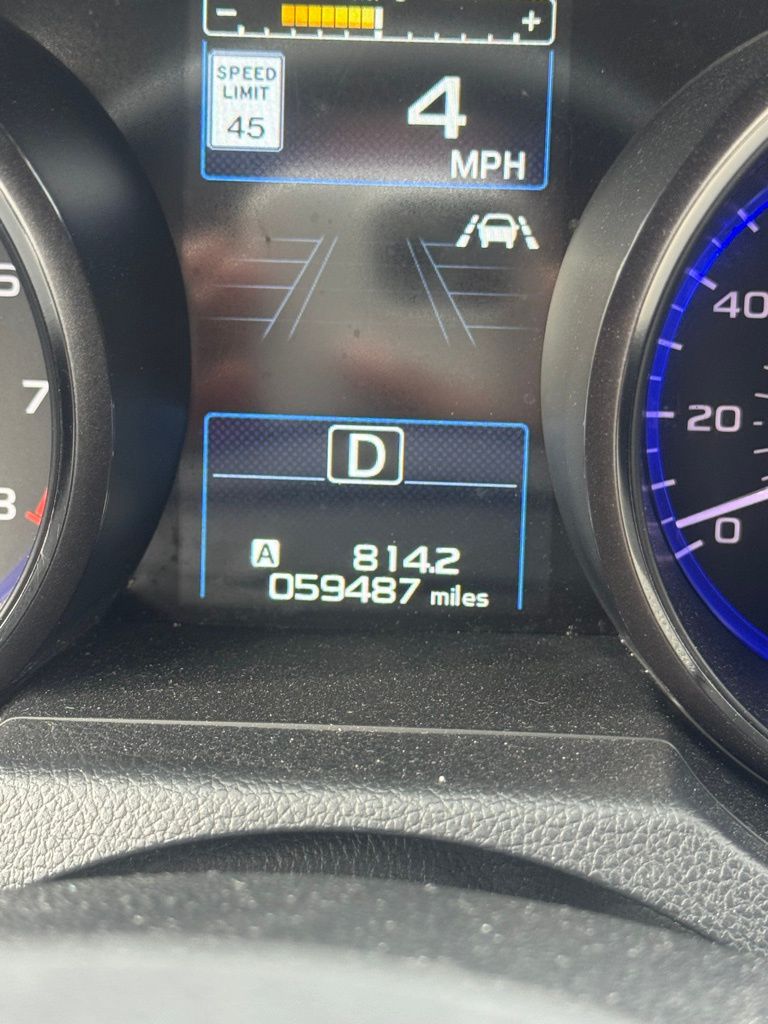 - +
SPEED
LIMIT
45
4
MPH
40
7
20
D
0
A 814.2
059487 miles